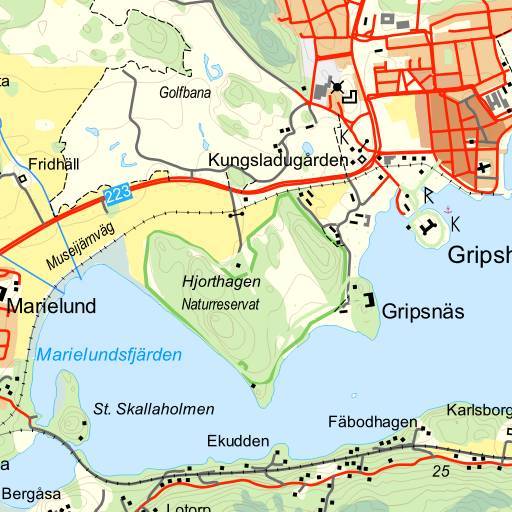 Golfbana
K
Kungsladugården
Fridhäll
223
R
K
Museijärnväg
Gripsh
Hjorthagen
Naturreservat
Marielund
Gripsnäs
Marielundsfjärden
St. Skallaholmen
Karlsborg
Fäbodhagen
Ekudden
25
a
Bergåsa
Lotorp
ta